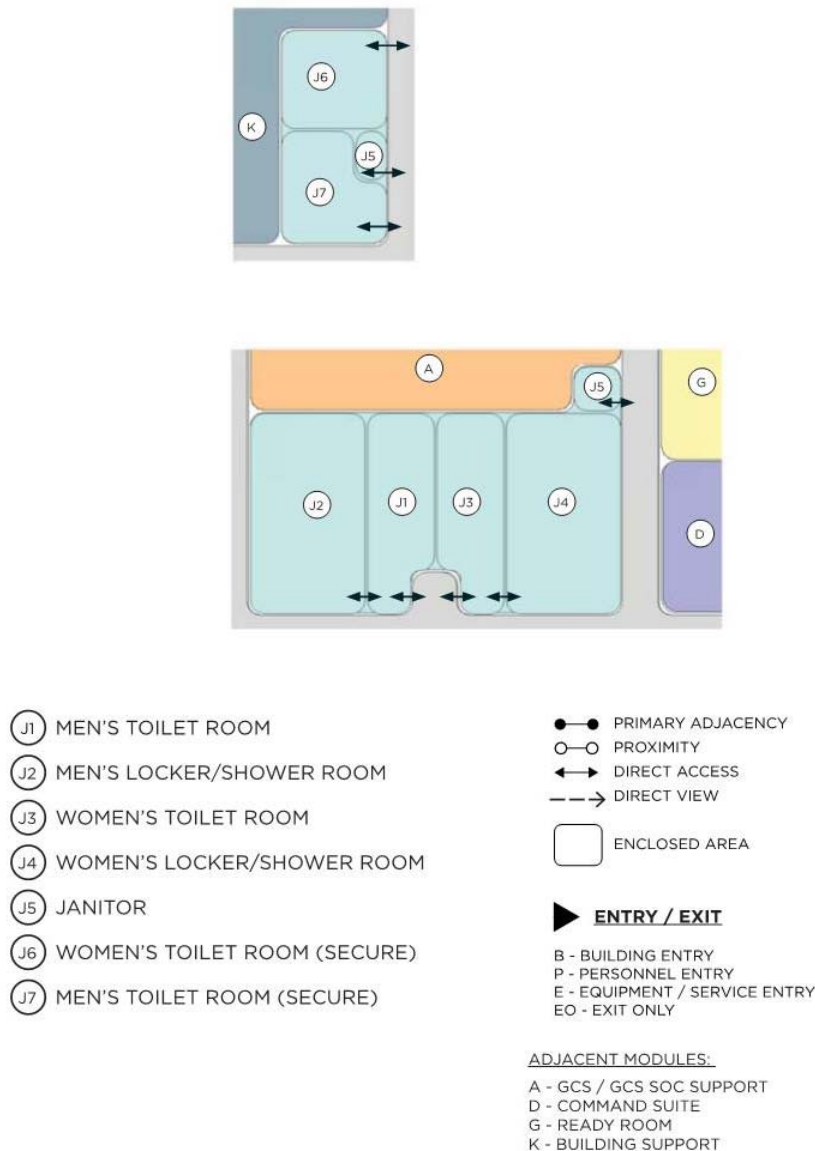 J6
K
J5
J7
A
J5
G
J2
J1
J3
J4
D
J1 MEN'S TOILET ROOM
J2 MEN'S LOCKER/SHOWER ROOM
J3 WOMEN'S TOILET ROOM
J4 WOMEN'S LOCKER/SHOWER ROOM
J5 JANITOR
J6 WOMEN'S TOILET ROOM (SECURE)
J7 MEN'S TOILET ROOM (SECURE)
PRIMARY ADJACENCY
PROXIMITY
DIRECT ACCESS
DIRECT VIEW
ENCLOSED AREA
ENTRY / EXIT
B - BUILDING ENTRY
P - PERSONNEL ENTRY
E - EQUIPMENT / SERVICE ENTRY
EO - EXIT ONLY
ADJACENT MODULES:
A - GCS / GCS SOC SUPPORT
D - COMMAND SUITE
G - READY ROOM
K - BUILDING SUPPORT